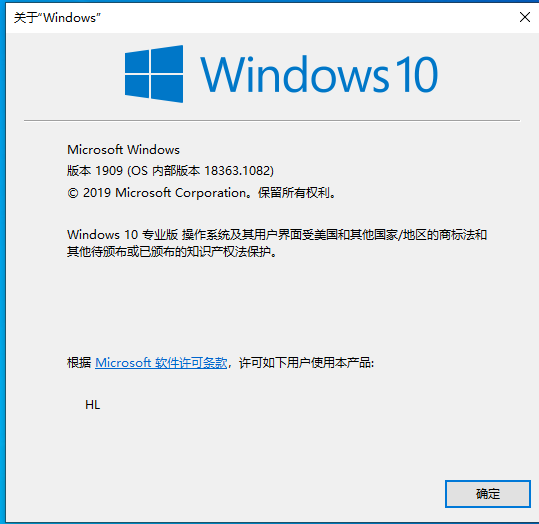 关于“Windows”
Windows 10
Microsoft Windows
版本 1909 (OS 内部版本 18363.1082)
© 2019 Microsoft Corporation。保留所有权利。
Windows 10 专业版 操作系统及其用户界面受美国和其他国家/地区的商标法和
其他待颁布或已颁布的知识产权法保护。
根据 Microsoft 软件许可条款，许可如下用户使用本产品:
HL
确定